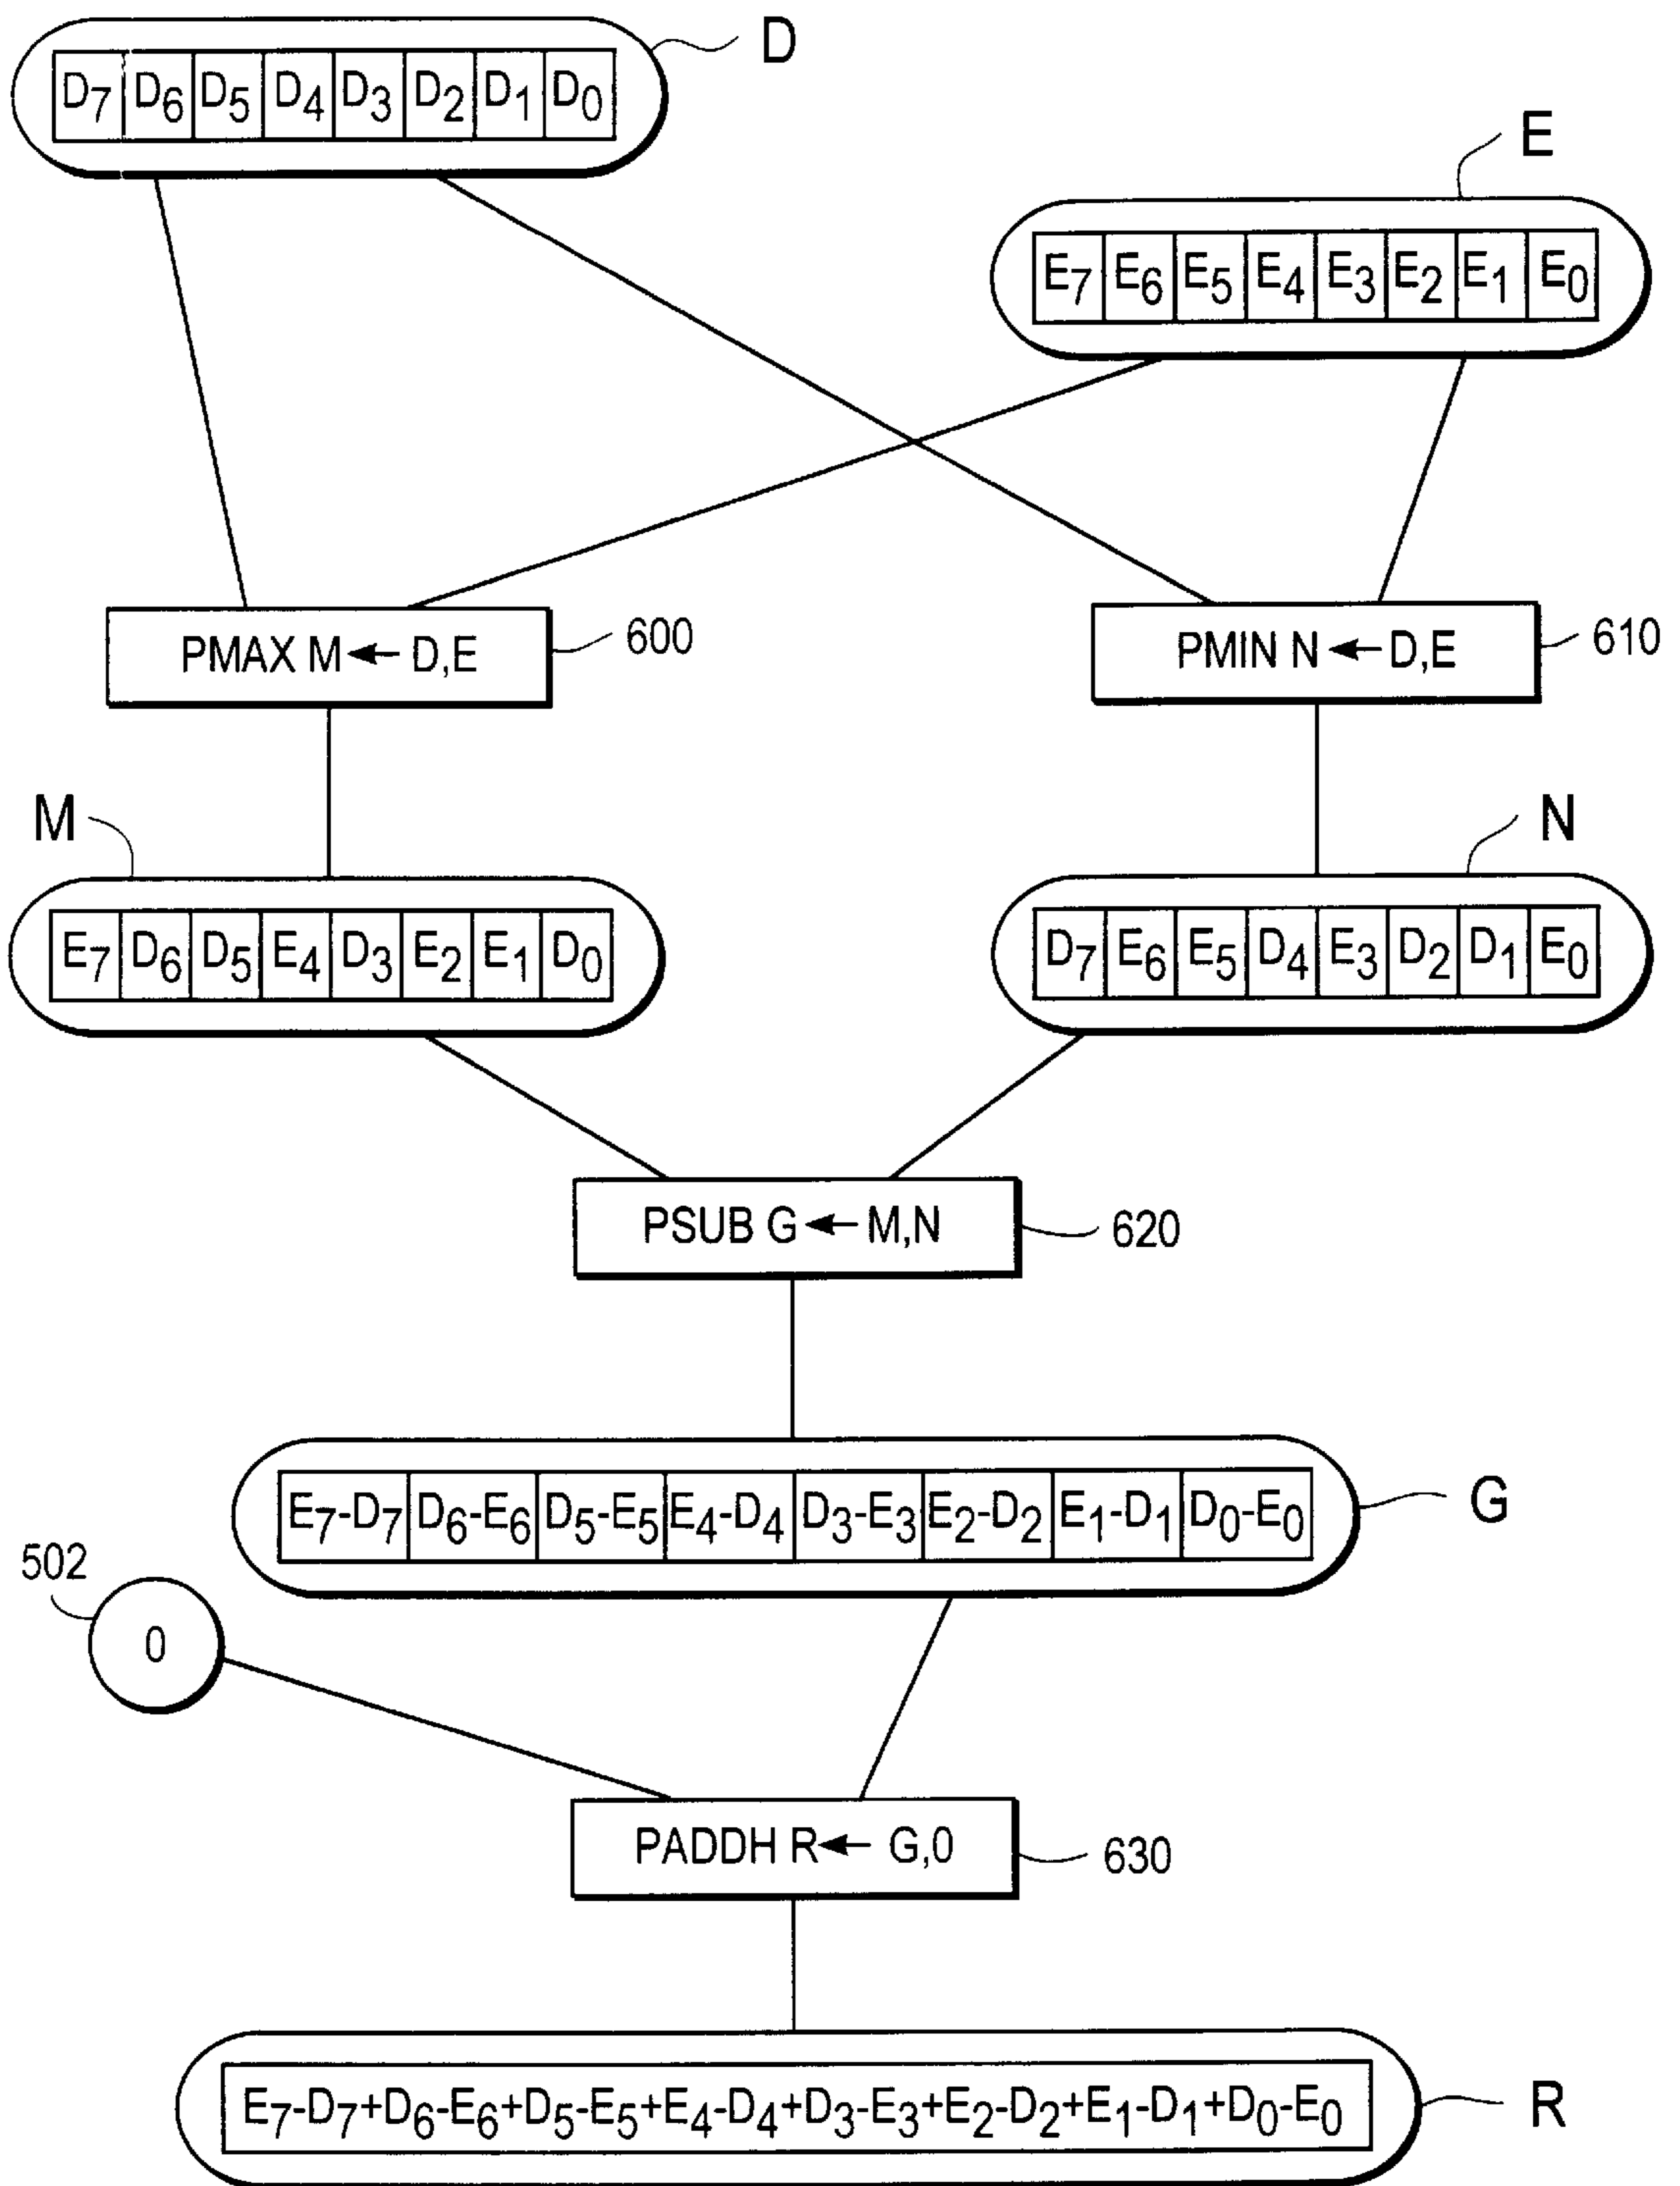 D
D7 D6 D5 D4 D3 D2 D1 D0
E
E7 E6 E5 E4 E3 E2 E1 E0
PMAX M ← D,E
600
PMIN N ← D,E
610
M
E7 D6 D5 E4 D3 E2 E1 D0
N
D7 E6 E5 D4 E3 D2 D1 E0
PSUB G ← M,N
620
E7-D7 D6-E6 D5-E5 E4-D4 D3-E3 E2-D2 E1-D1 D0-E0
G
502
0
PADDH R ← G,0
630
E7-D7+D6-E6+D5-E5+E4-D4+D3-E3+E2-D2+E1-D1+D0-E0
R